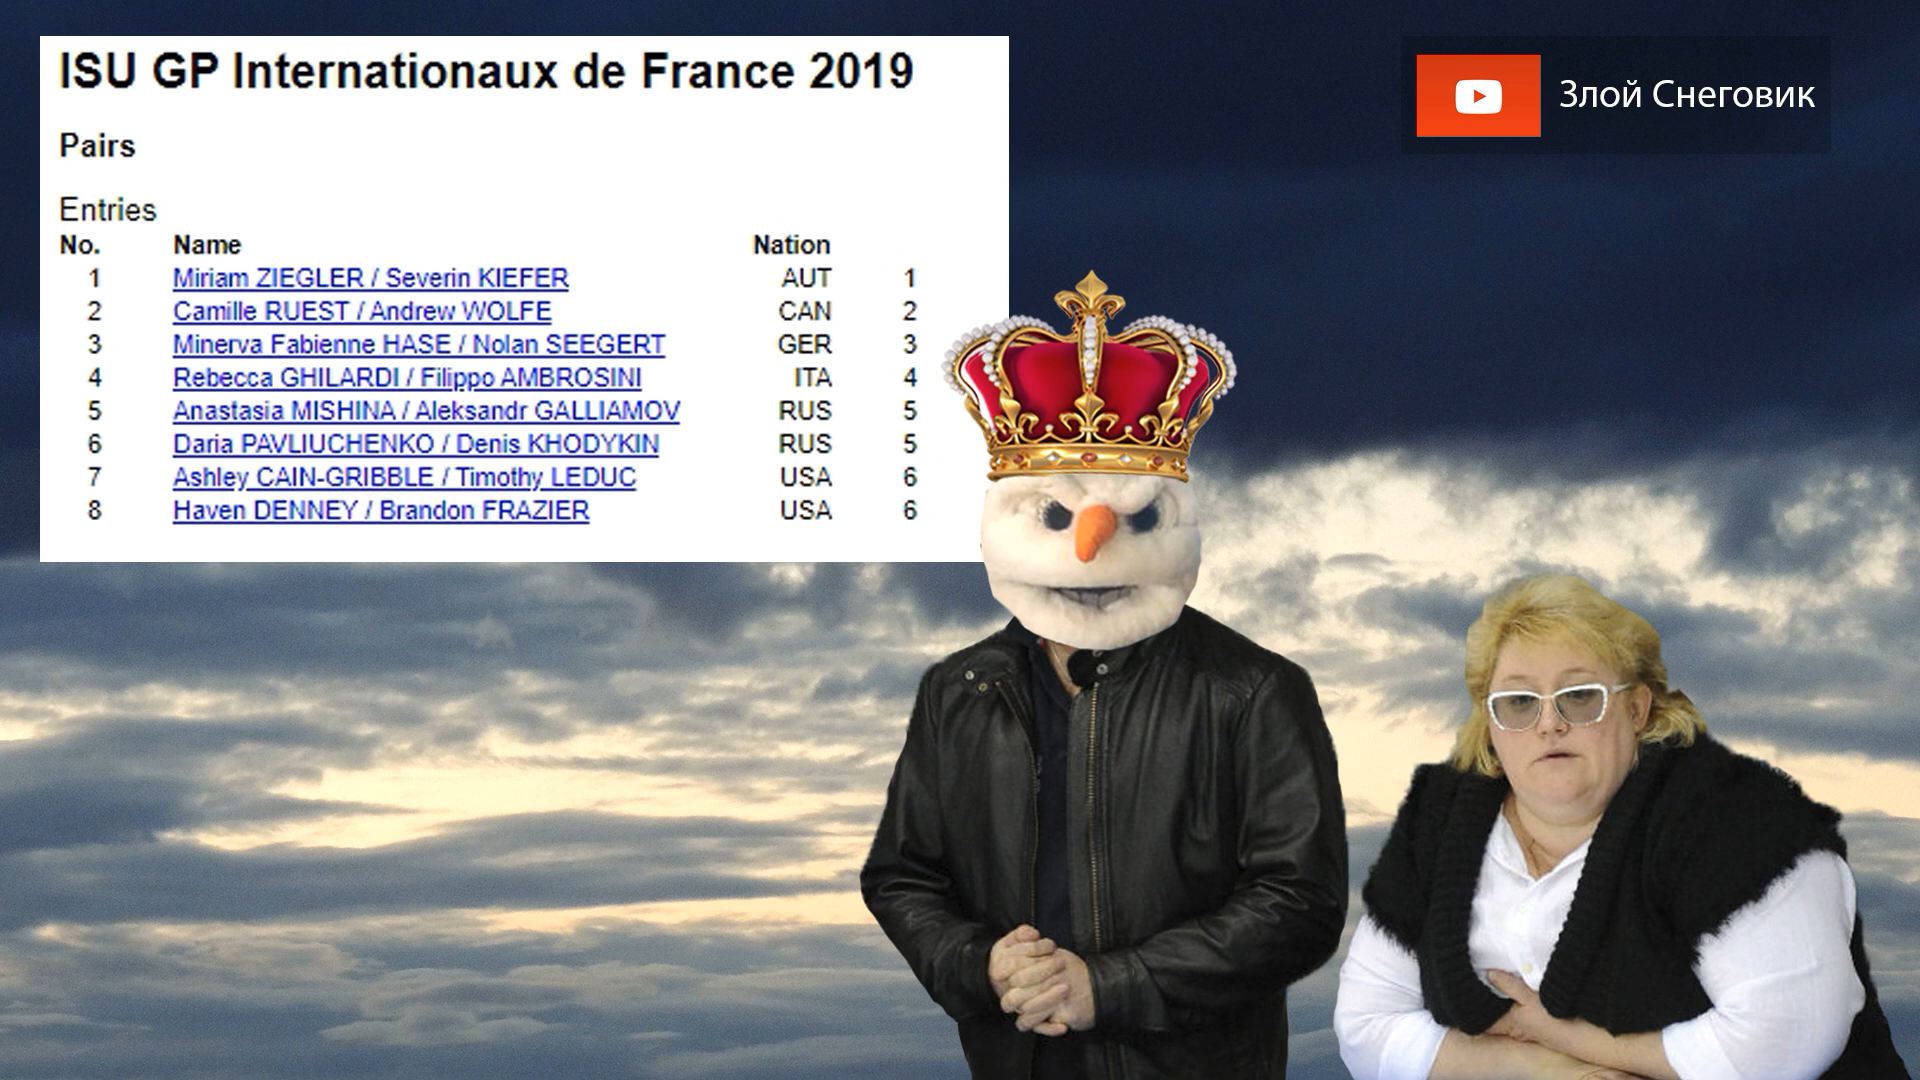 ISU GP Internationaux de France 2019
Pairs
Entries
No. Name Nation
1 Miriam ZIEGLER / Severin KIEFER AUT 1
2 Camille RUEST / Andrew WOLFE CAN 2
3 Minerva Fabienne HASE / Nolan SEEGERT GER 3
4 Rebecca GHILARDI / Filippo AMBROSINI ITA 4
5 Anastasia MISHINA / Aleksandr GALLIAMOV RUS 5
6 Daria PAVLIUCHENKO / Denis KHODYKIN RUS 5
7 Ashley CAIN-GRIBBLE / Timothy LEDUC USA 6
8 Haven DENNEY / Brandon FRAZIER USA 6
Злой Снеговик